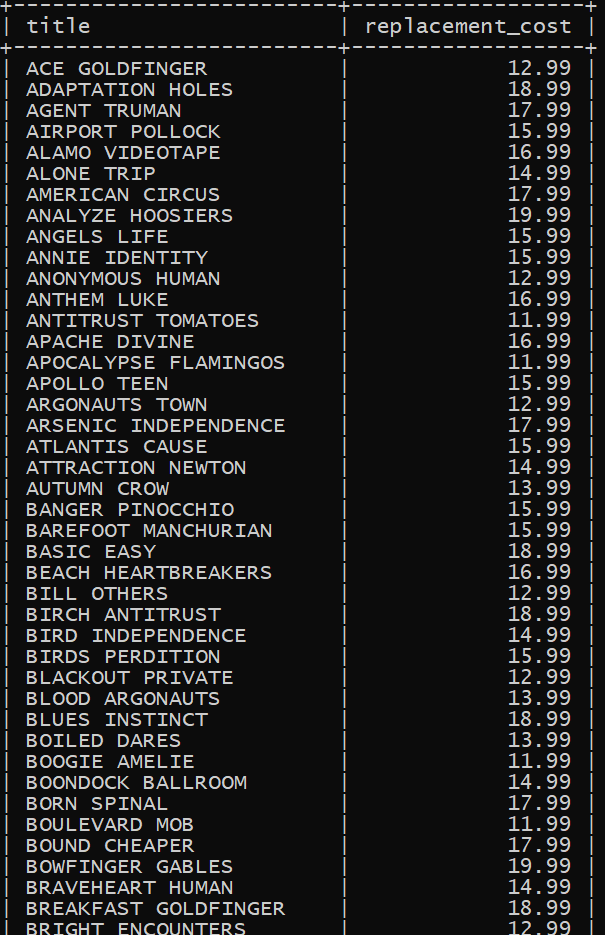 +-------------------------+------------------+
| title                   | replacement_cost |
+-------------------------+------------------+
| ACE GOLDFINGER          |            12.99 |
| ADAPTATION HOLES        |            18.99 |
| AGENT TRUMAN            |            17.99 |
| AIRPORT POLLOCK         |            15.99 |
| ALAMO VIDEOTAPE         |            16.99 |
| ALONE TRIP              |            14.99 |
| AMERICAN CIRCUS         |            17.99 |
| ANALYZE HOOSIERS        |            19.99 |
| ANGELS LIFE             |            15.99 |
| ANNIE IDENTITY          |            15.99 |
| ANONYMOUS HUMAN         |            12.99 |
| ANTHEM LUKE             |            16.99 |
| ANTITRUST TOMATOES      |            11.99 |
| APACHE DIVINE           |            16.99 |
| APOCALYPSE FLAMINGOS    |            11.99 |
| APOLLO TEEN             |            15.99 |
| ARGONAUTS TOWN          |            12.99 |
| ARSENIC INDEPENDENCE    |            17.99 |
| ATLANTIS CAUSE          |            15.99 |
| ATTRACTION NEWTON       |            14.99 |
| AUTUMN CROW             |            13.99 |
| BANGER PINOCCHIO        |            15.99 |
| BAREFOOT MANCHURIAN     |            15.99 |
| BASIC EASY              |            18.99 |
| BEACH HEARTBREAKERS     |            16.99 |
| BILL OTHERS             |            12.99 |
| BIRCH ANTITRUST         |            18.99 |
| BIRD INDEPENDENCE       |            14.99 |
| BIRDS PERDITION         |            15.99 |
| BLACKOUT PRIVATE        |            12.99 |
| BLOOD ARGONAUTS         |            13.99 |
| BLUES INSTINCT          |            18.99 |
| BOILED DARES            |            13.99 |
| BOOGIE AMELIE           |            11.99 |
| BOONDOCK BALLROOM       |            14.99 |
| BORN SPINAL             |            17.99 |
| BOULEVARD MOB           |            11.99 |
| BOUND CHEAPER           |            17.99 |
| BOWFINGER GABLES        |            19.99 |
| BRAVEHEART HUMAN        |            14.99 |
| BREAKFAST GOLDFINGER    |            18.99 |
| BRIGHT ENCOUNTERS       |            12.99 |